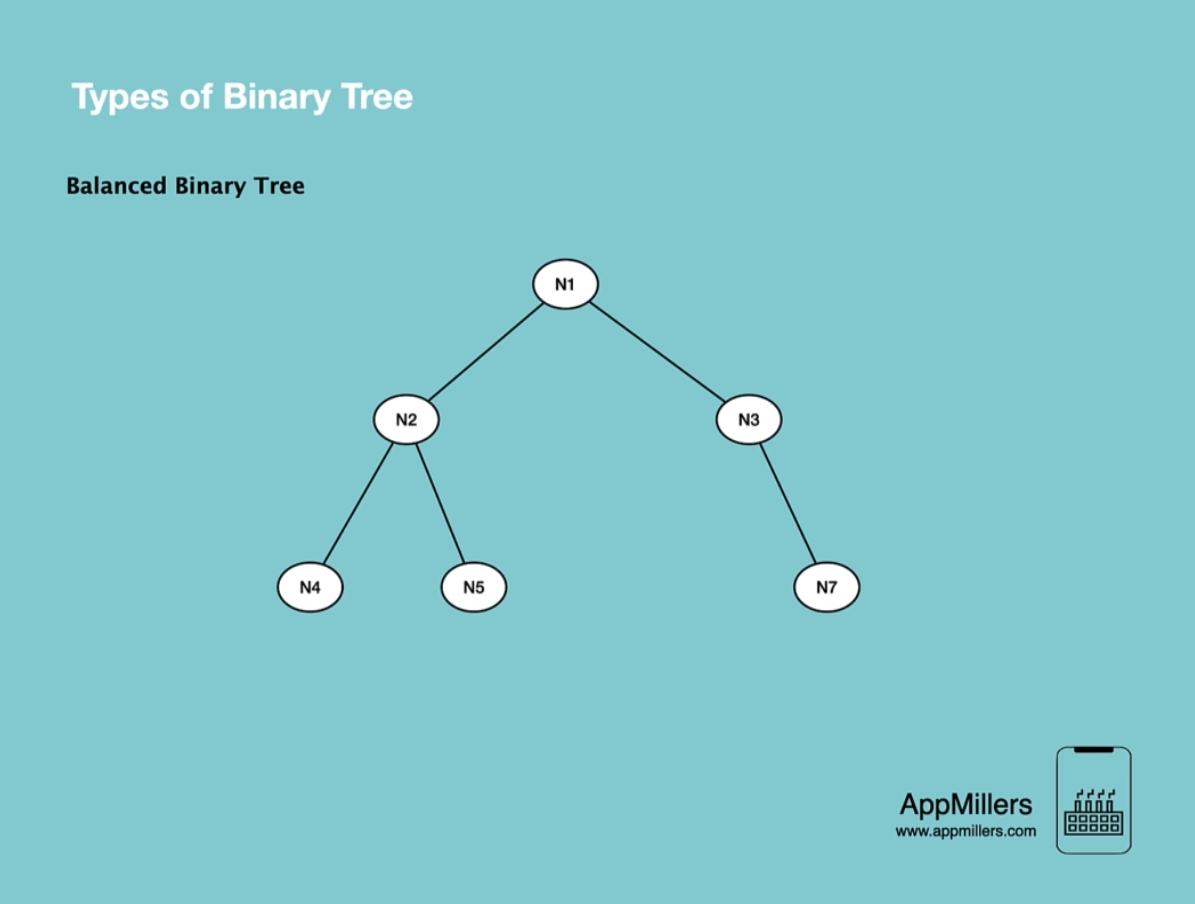 Types of Binary Tree
Balanced Binary Tree
N1
N2
N3
N4
N5
N7
AppMillers
www.appmillers.com